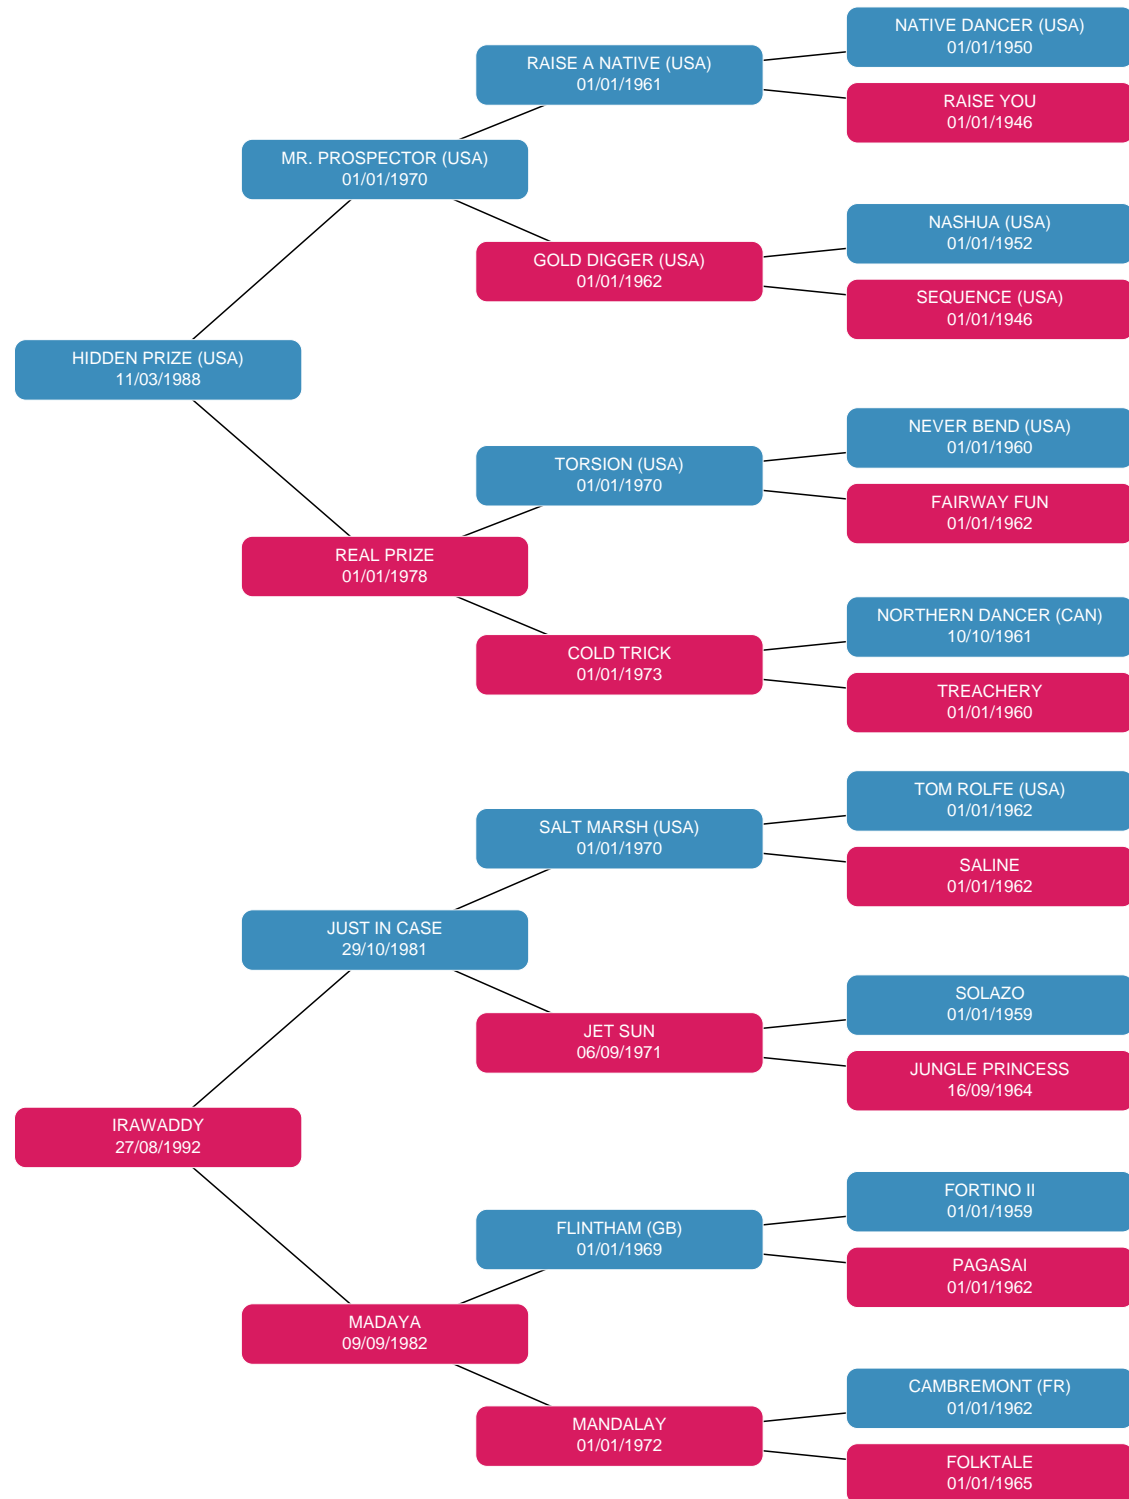 NATIVE DANCER (USA)
01/01/1950
RAISE A NATIVE (USA)
01/01/1961
RAISE YOU
01/01/1946
MR. PROSPECTOR (USA)
01/01/1970
NASHUA (USA)
01/01/1952
GOLD DIGGER (USA)
01/01/1962
SEQUENCE (USA)
01/01/1946
HIDDEN PRIZE (USA)
11/03/1988
NEVER BEND (USA)
01/01/1960
TORSION (USA)
01/01/1970
FAIRWAY FUN
01/01/1962
REAL PRIZE
01/01/1978
NORTHERN DANCER (CAN)
10/10/1961
COLD TRICK
01/01/1973
TREACHERY
01/01/1960
TOM ROLFE (USA)
01/01/1962
SALT MARSH (USA)
01/01/1970
SALINE
01/01/1962
JUST IN CASE
29/10/1981
SOLAZO
01/01/1959
JET SUN
06/09/1971
JUNGLE PRINCESS
16/09/1964
IRAWADDY
27/08/1992
FORTINO II
01/01/1959
FLINTHAM (GB)
01/01/1969
PAGASAI
01/01/1962
MADAYA
09/09/1982
CAMBREMONT (FR)
01/01/1962
MANDALAY
01/01/1972
FOLKTALE
01/01/1965